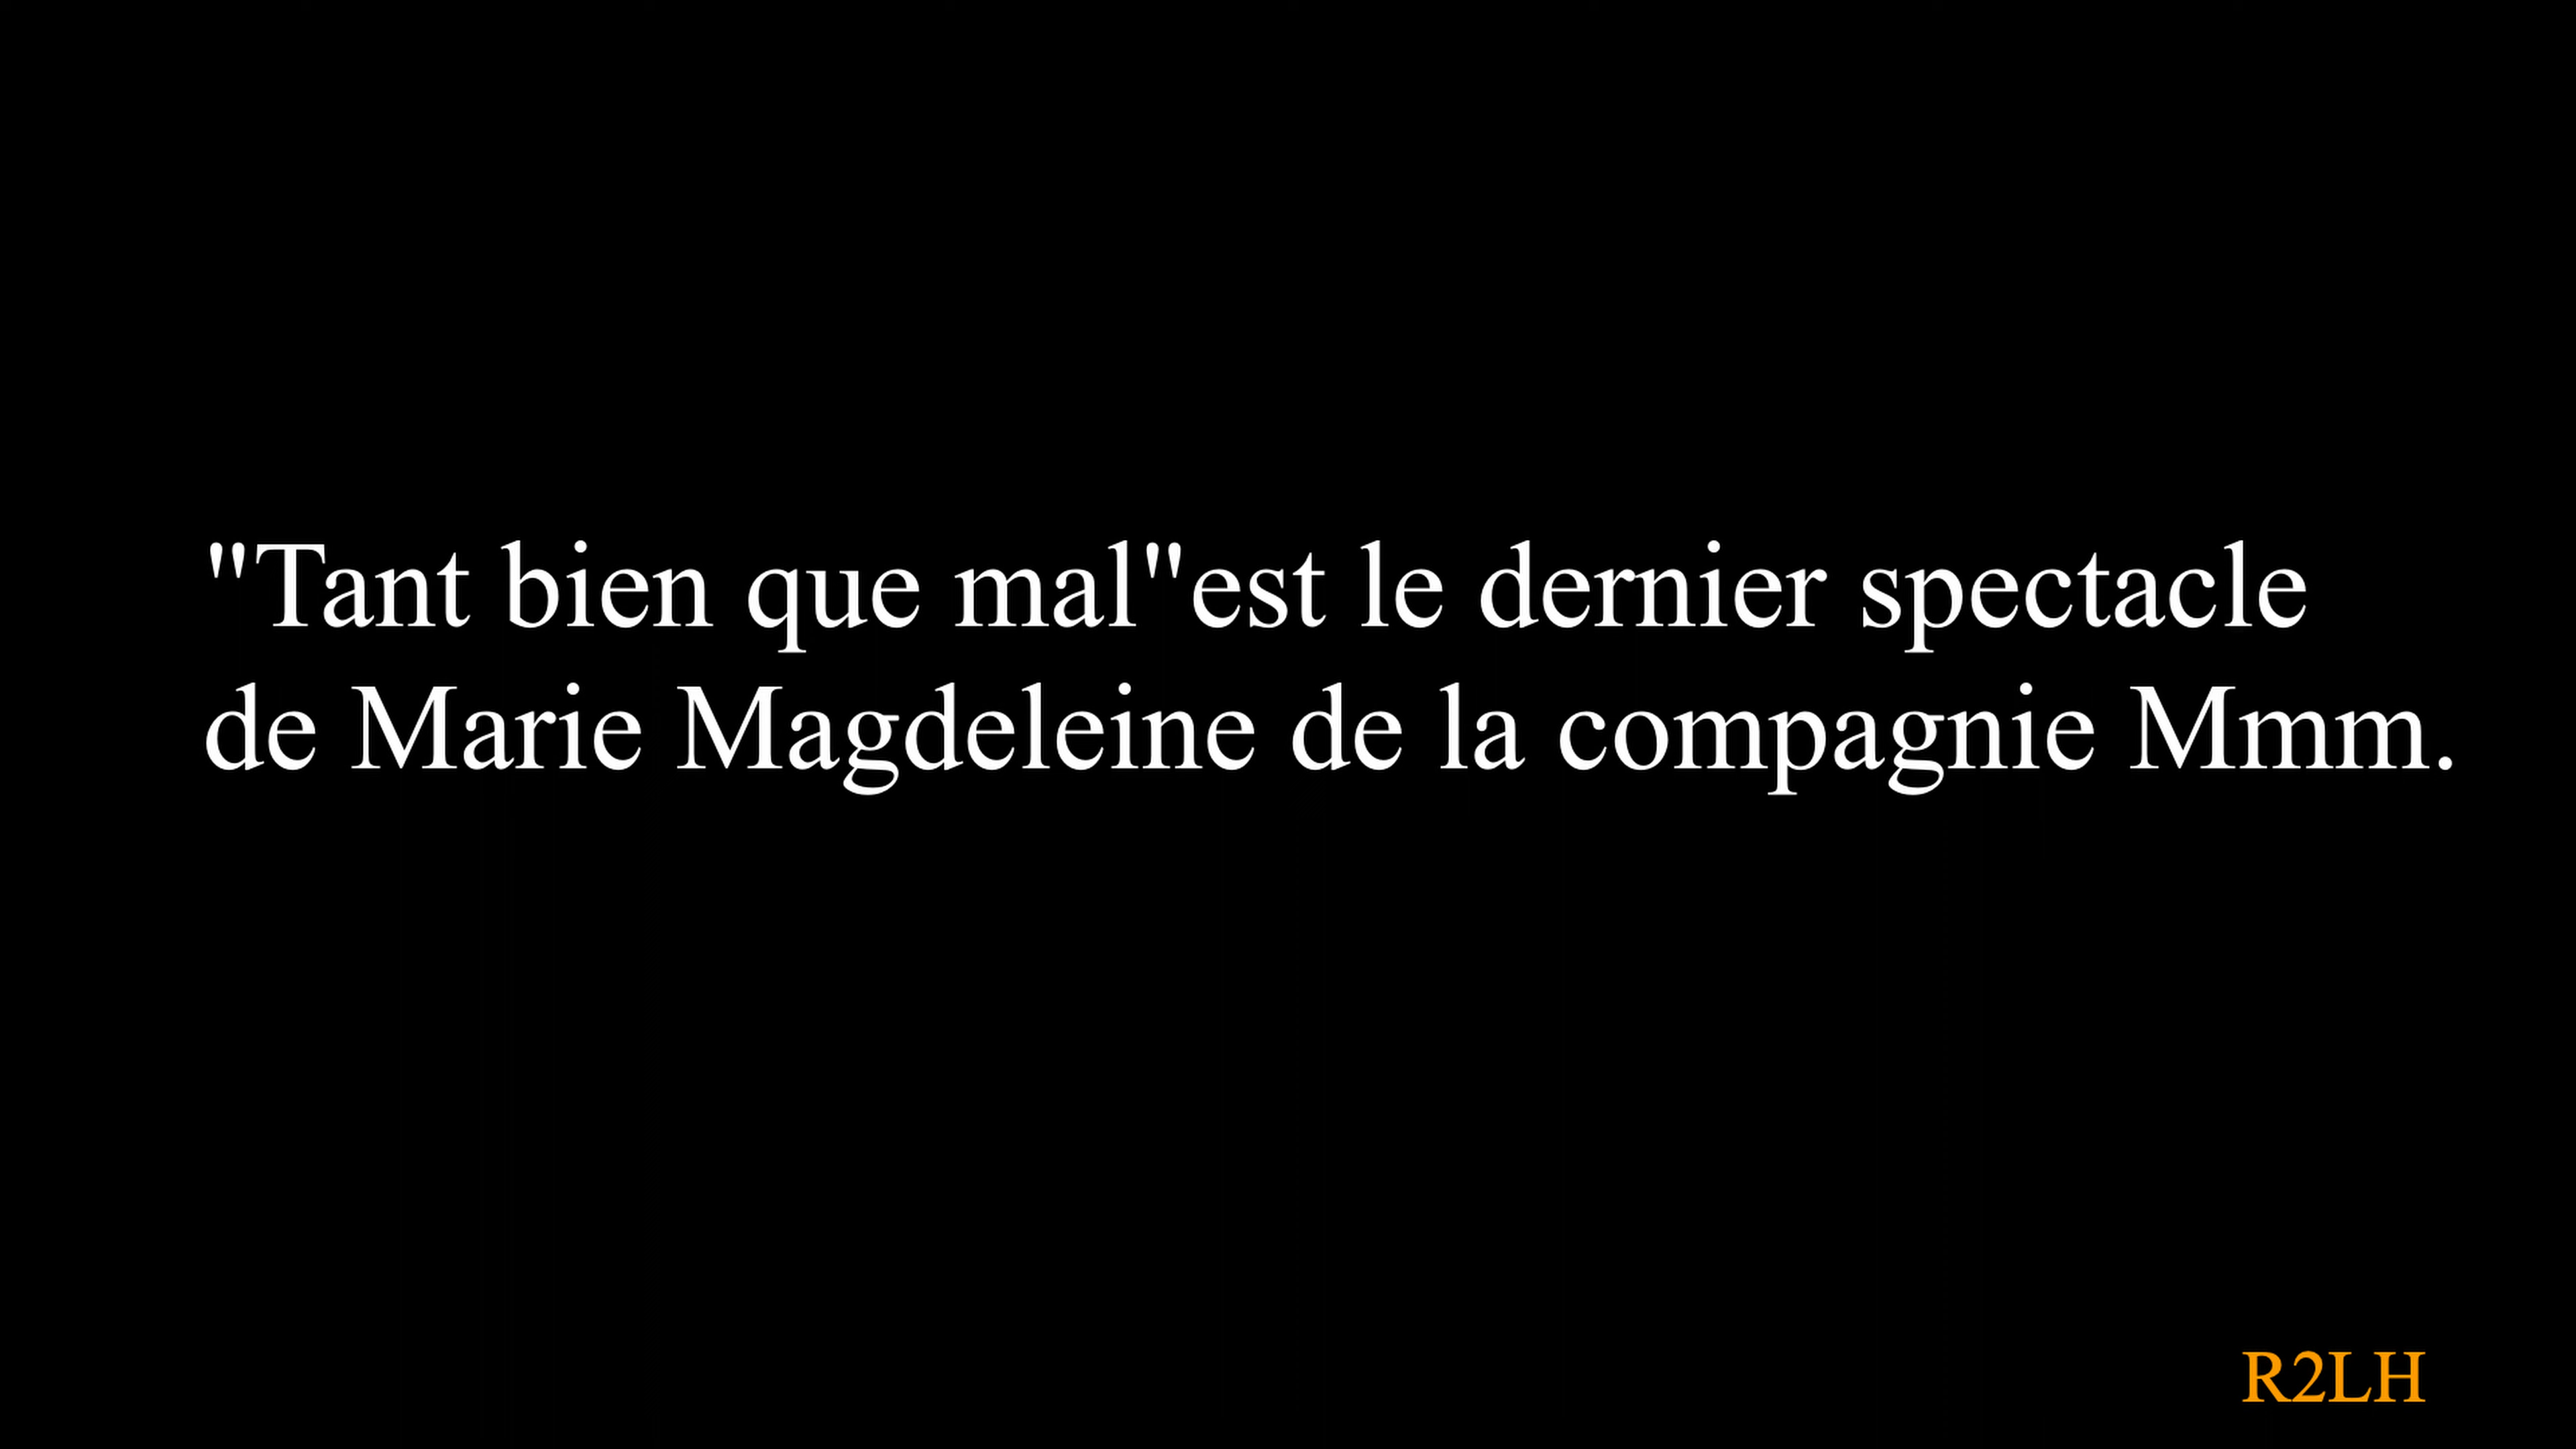 "Tant bien que mal"est le dernier spectacle
de Marie Magdeleine de la compagnie Mmm.
R2LH